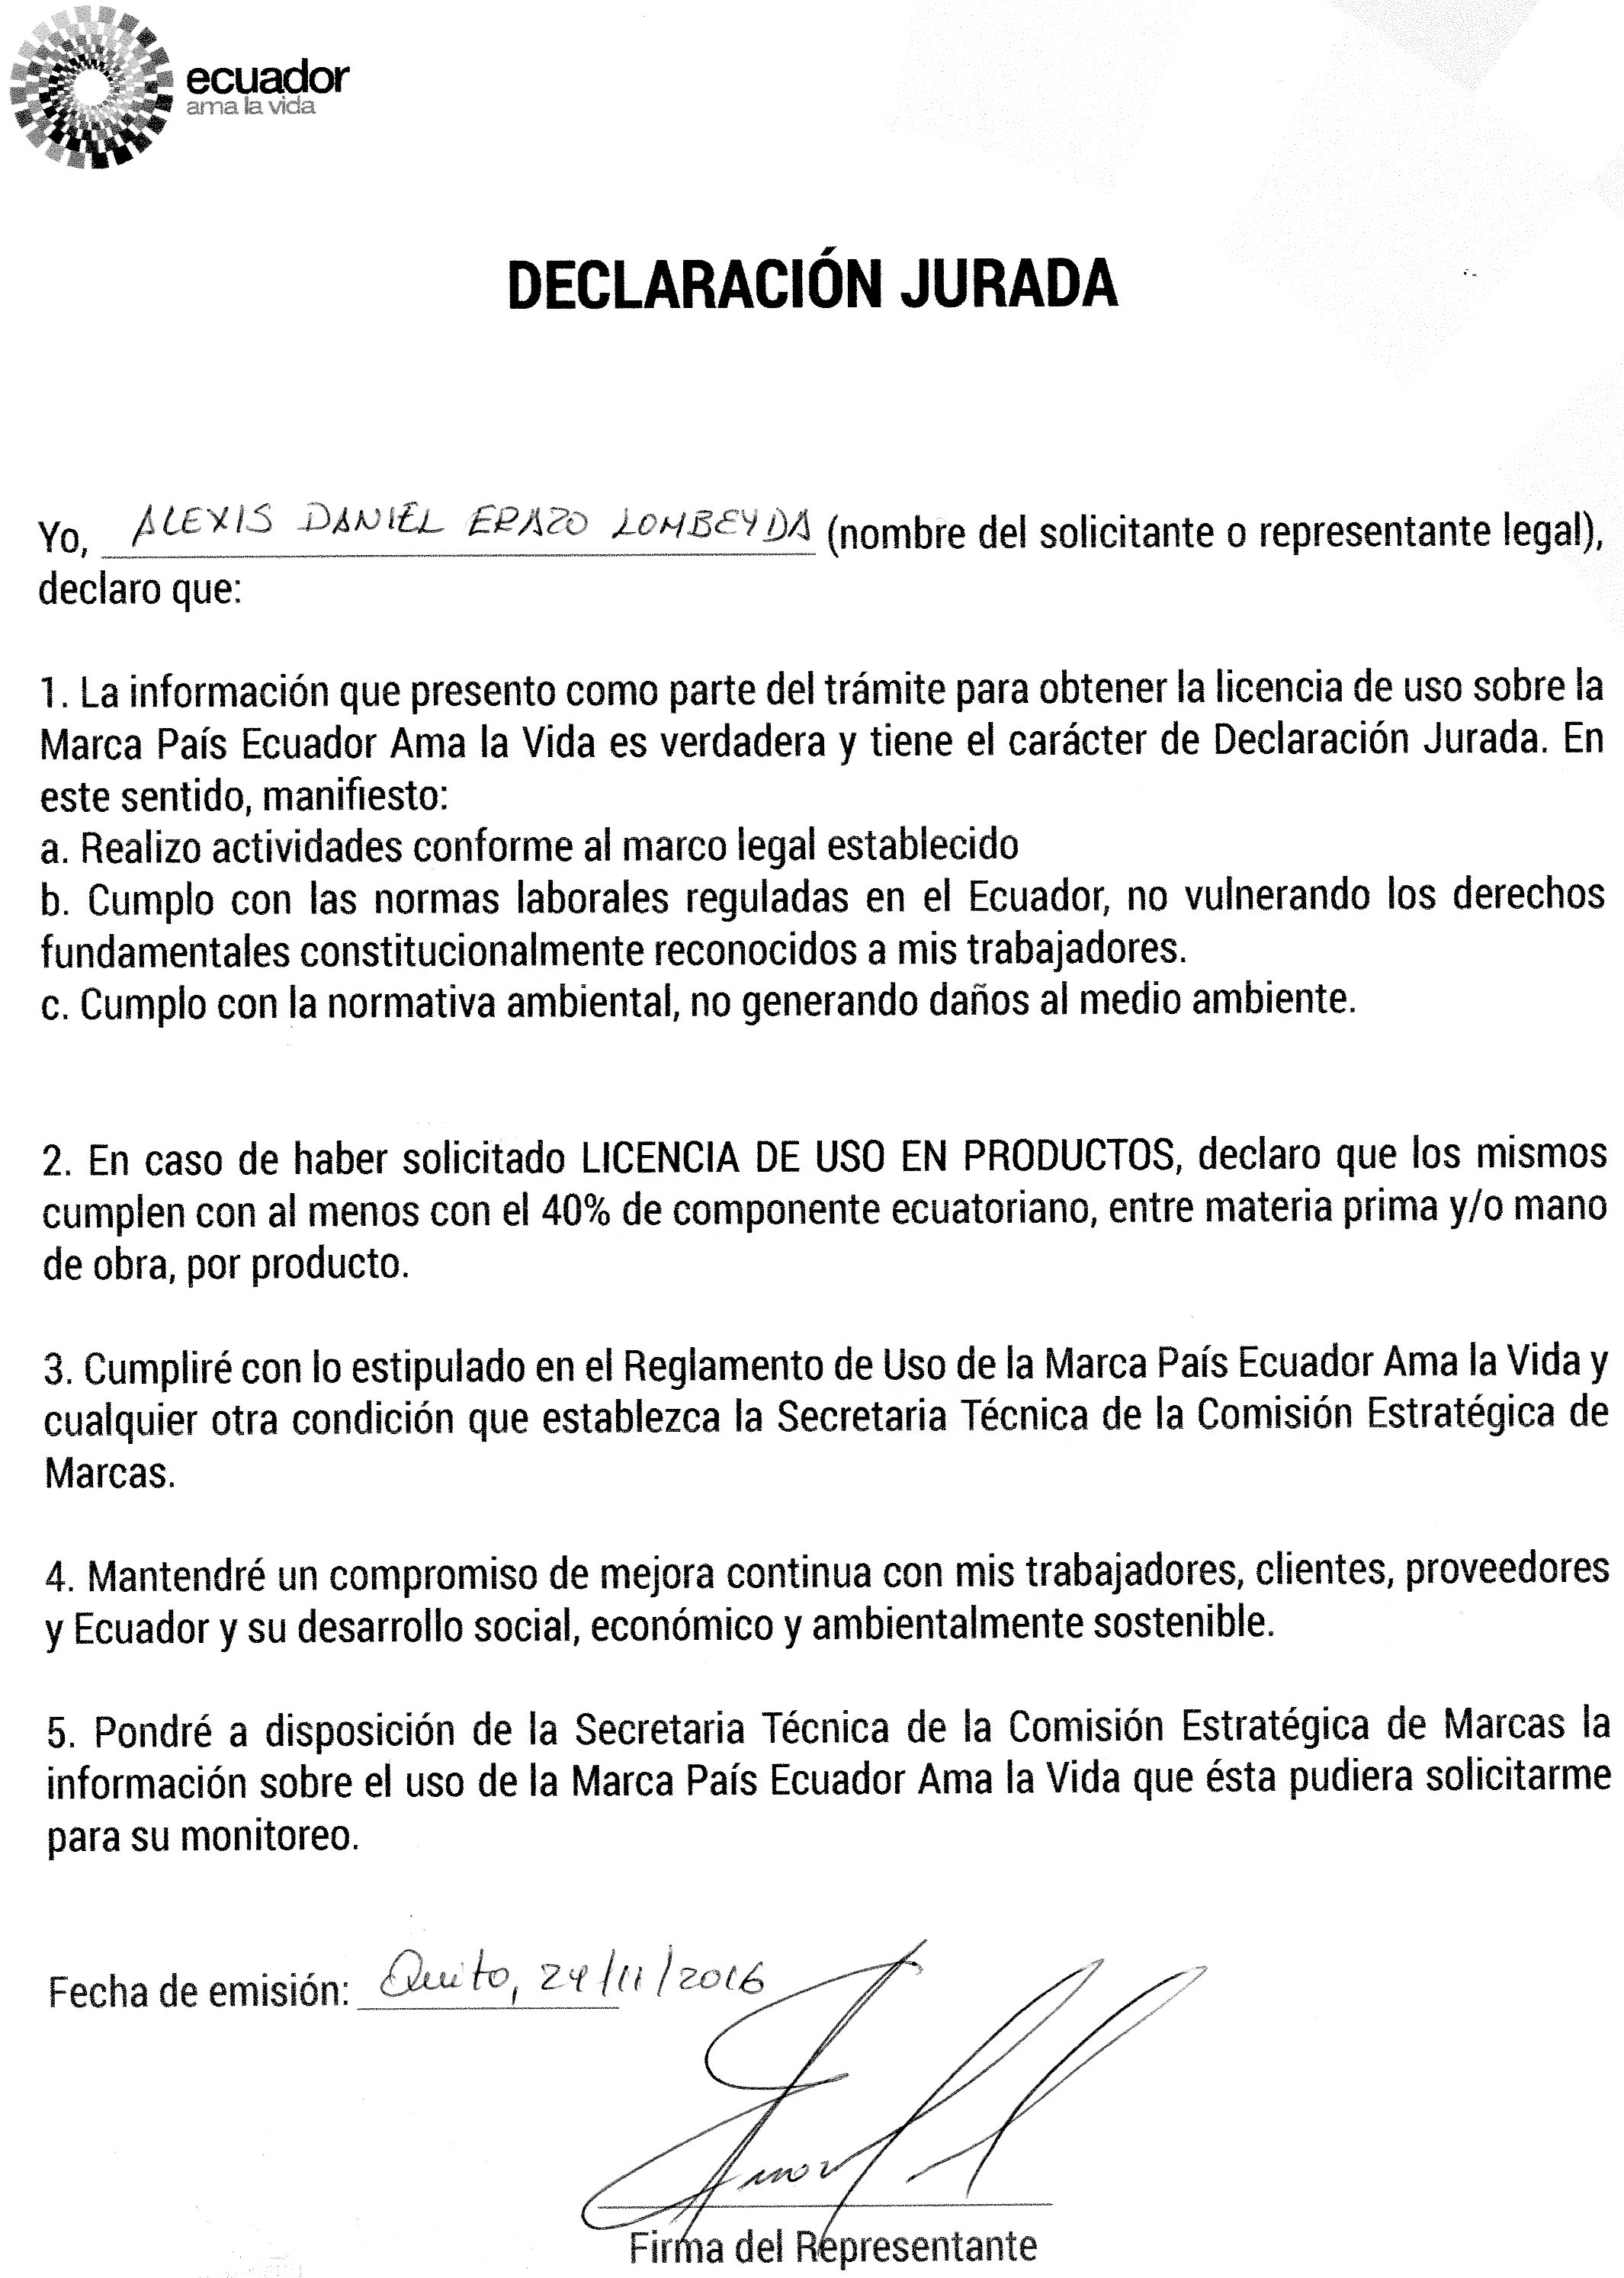 ecuador
ama la vida
DECLARACIÓN JURADA
Yo, ALEXIS DANIEL ERAZO LOMBEYDA (nombre del solicitante o representante legal),
declaro que:
1. La información que presento como parte del trámite para obtener la licencia de uso sobre la
Marca País Ecuador Ama la Vida es verdadera y tiene el carácter de Declaración Jurada. En
este sentido, manifiesto:
a. Realizo actividades conforme al marco legal establecido
b. Cumplo con las normas laborales reguladas en el Ecuador, no vulnerando los derechos
fundamentales constitucionalmente reconocidos a mis trabajadores.
c. Cumplo con la normativa ambiental, no generando daños al medio ambiente.
2. En caso de haber solicitado LICENCIA DE USO EN PRODUCTOS, declaro que los mismos
cumplen con al menos con el 40% de componente ecuatoriano, entre materia prima y/o mano
de obra, por producto.
3. Cumpliré con lo estipulado en el Reglamento de Uso de la Marca País Ecuador Ama la Vida y
cualquier otra condición que establezca la Secretaria Técnica de la Comisión Estratégica de
Marcas.
4. Mantendré un compromiso de mejora continua con mis trabajadores, clientes, proveedores
y Ecuador y su desarrollo social, económico y ambientalmente sostenible.
5. Pondré a disposición de la Secretaria Técnica de la Comisión Estratégica de Marcas la
información sobre el uso de la Marca País Ecuador Ama la Vida que ésta pudiera solicitarme
para su monitoreo.
Fecha de emisión: Quito, 24/11/2016
Firma del Representante